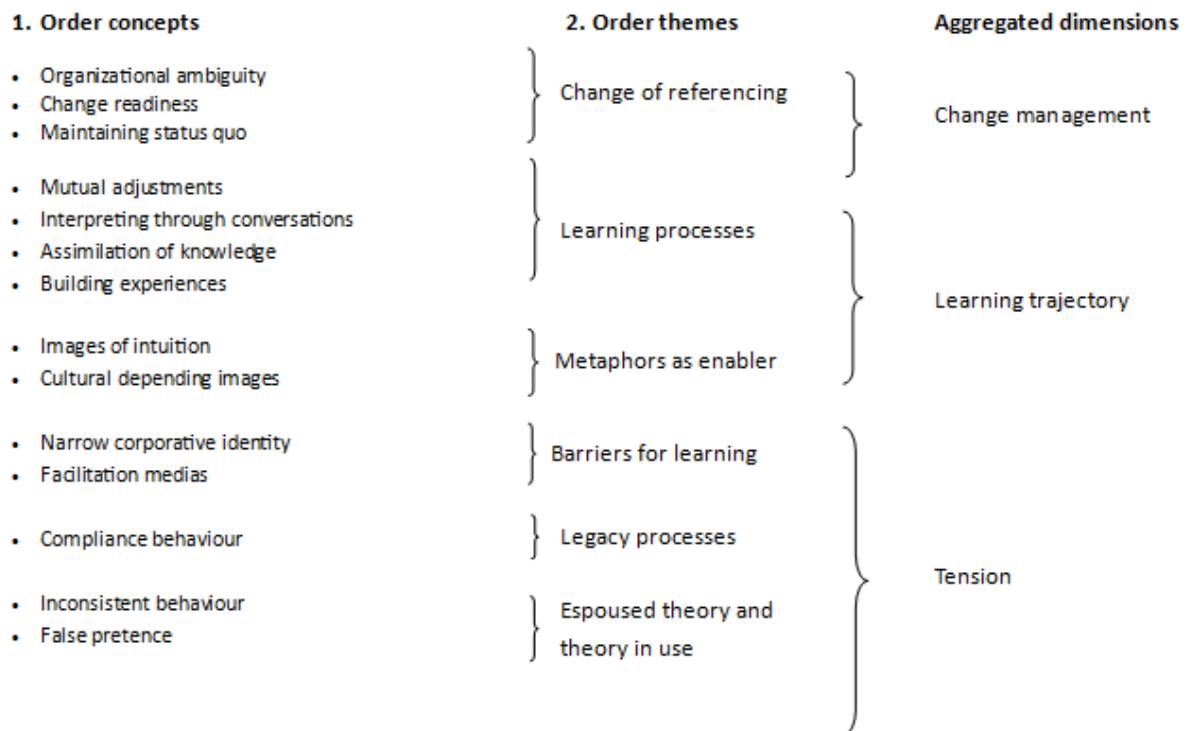 1. Order concepts
2. Order themes
Aggregated dimensions
• Organizational ambiguity
• Change readiness
• Maintaining status quo
Change of referencing
Change management
• Mutual adjustments
• Interpreting through conversations
• Assimilation of knowledge
• Building experiences
Learning processes
Learning trajectory
• Images of intuition
• Cultural depending images
Metaphors as enabler
• Narrow corporative identity
• Facilitation medias
Barriers for learning
• Compliance behaviour
Legacy processes
Tension
• Inconsistent behaviour
• False pretence
Espoused theory and
theory in use